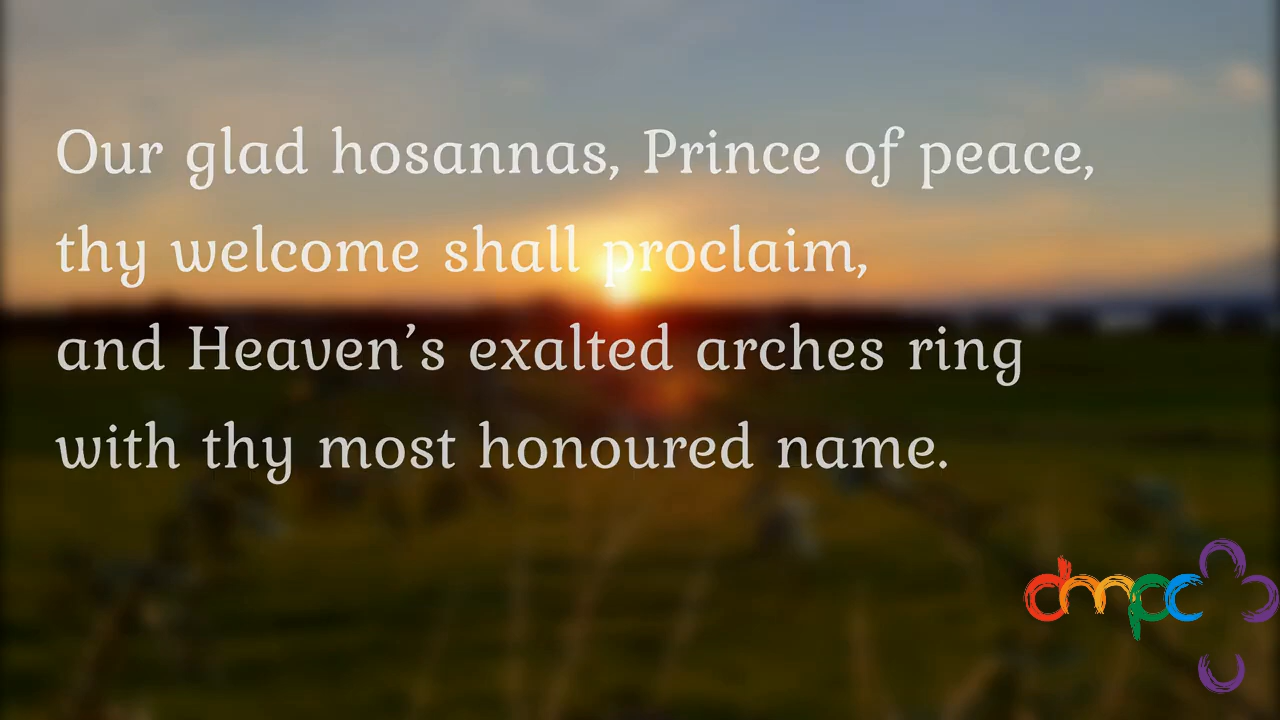 Our glad hosannas, Prince of peace,
thy welcome shall proclaim,
and Heaven’s exalted arches ring
with thy most honoured name.
dmpc